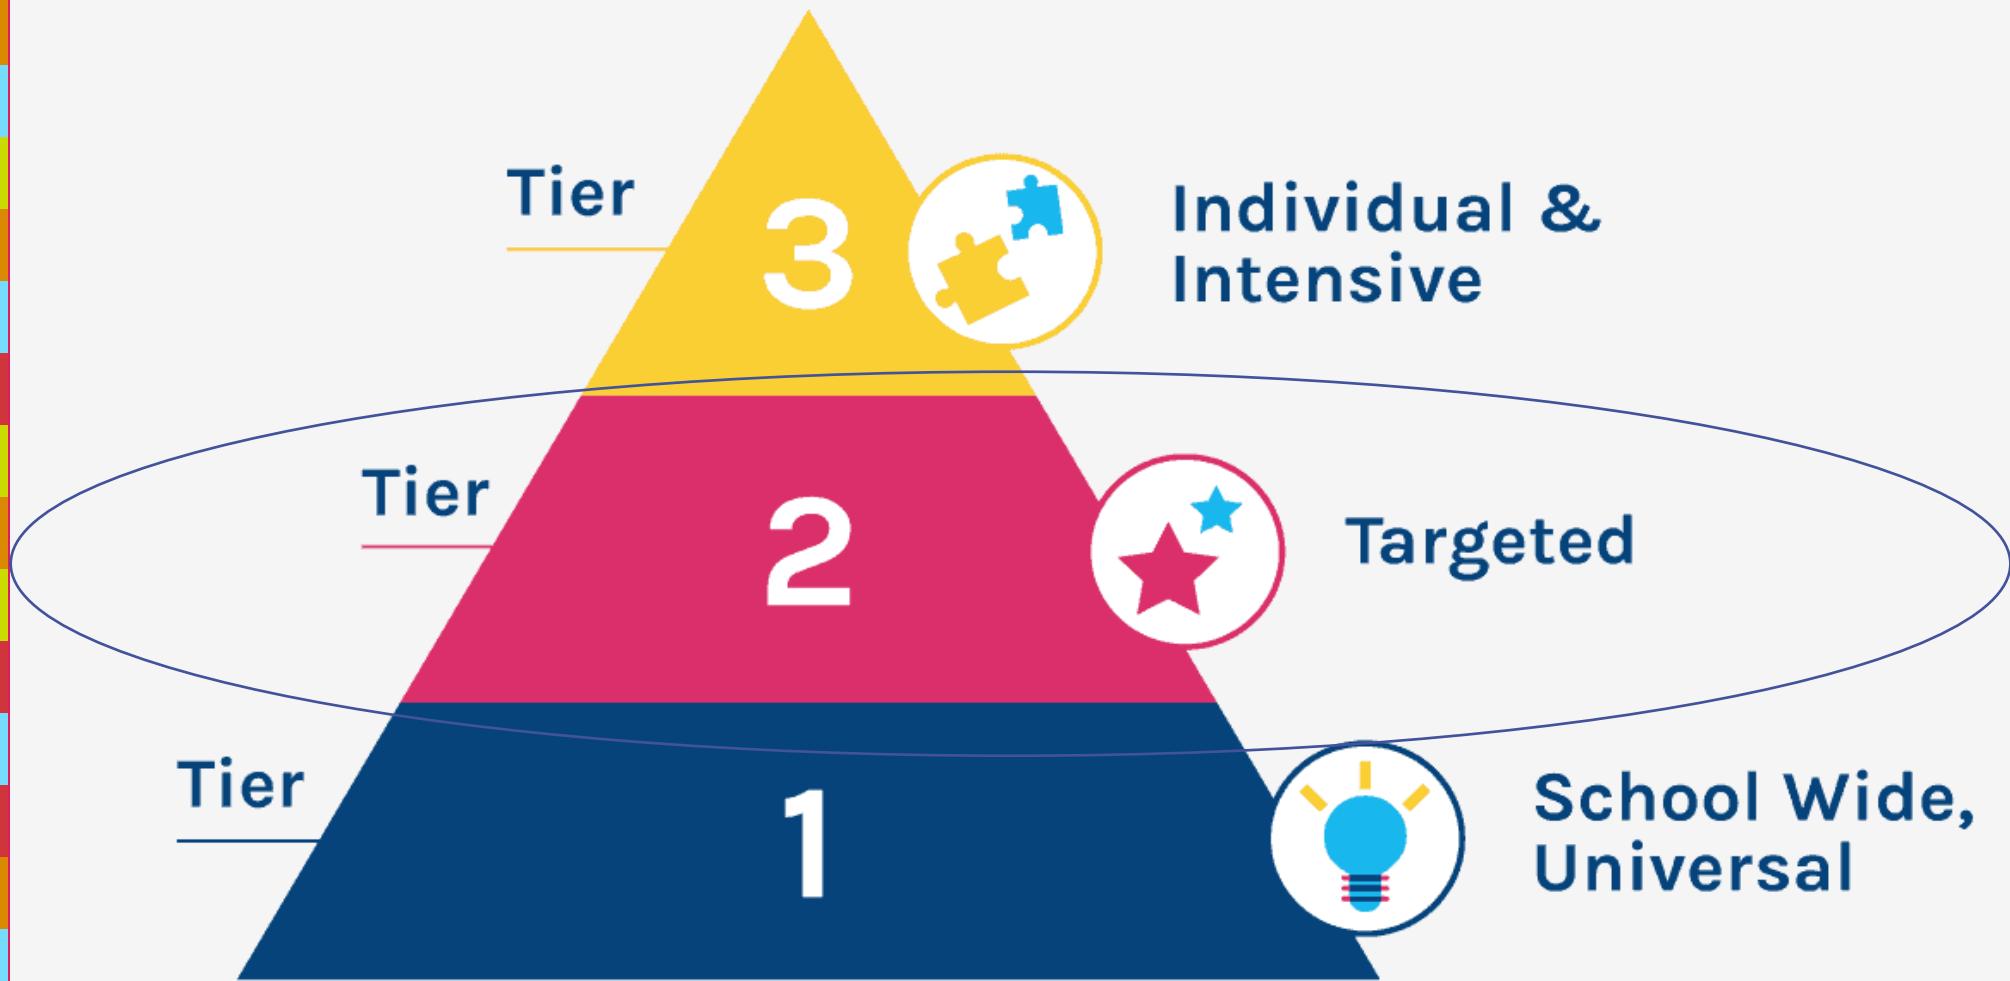 Tier
3
Individual &
Intensive
Tier
2
Targeted
Tier
1
School Wide,
Universal